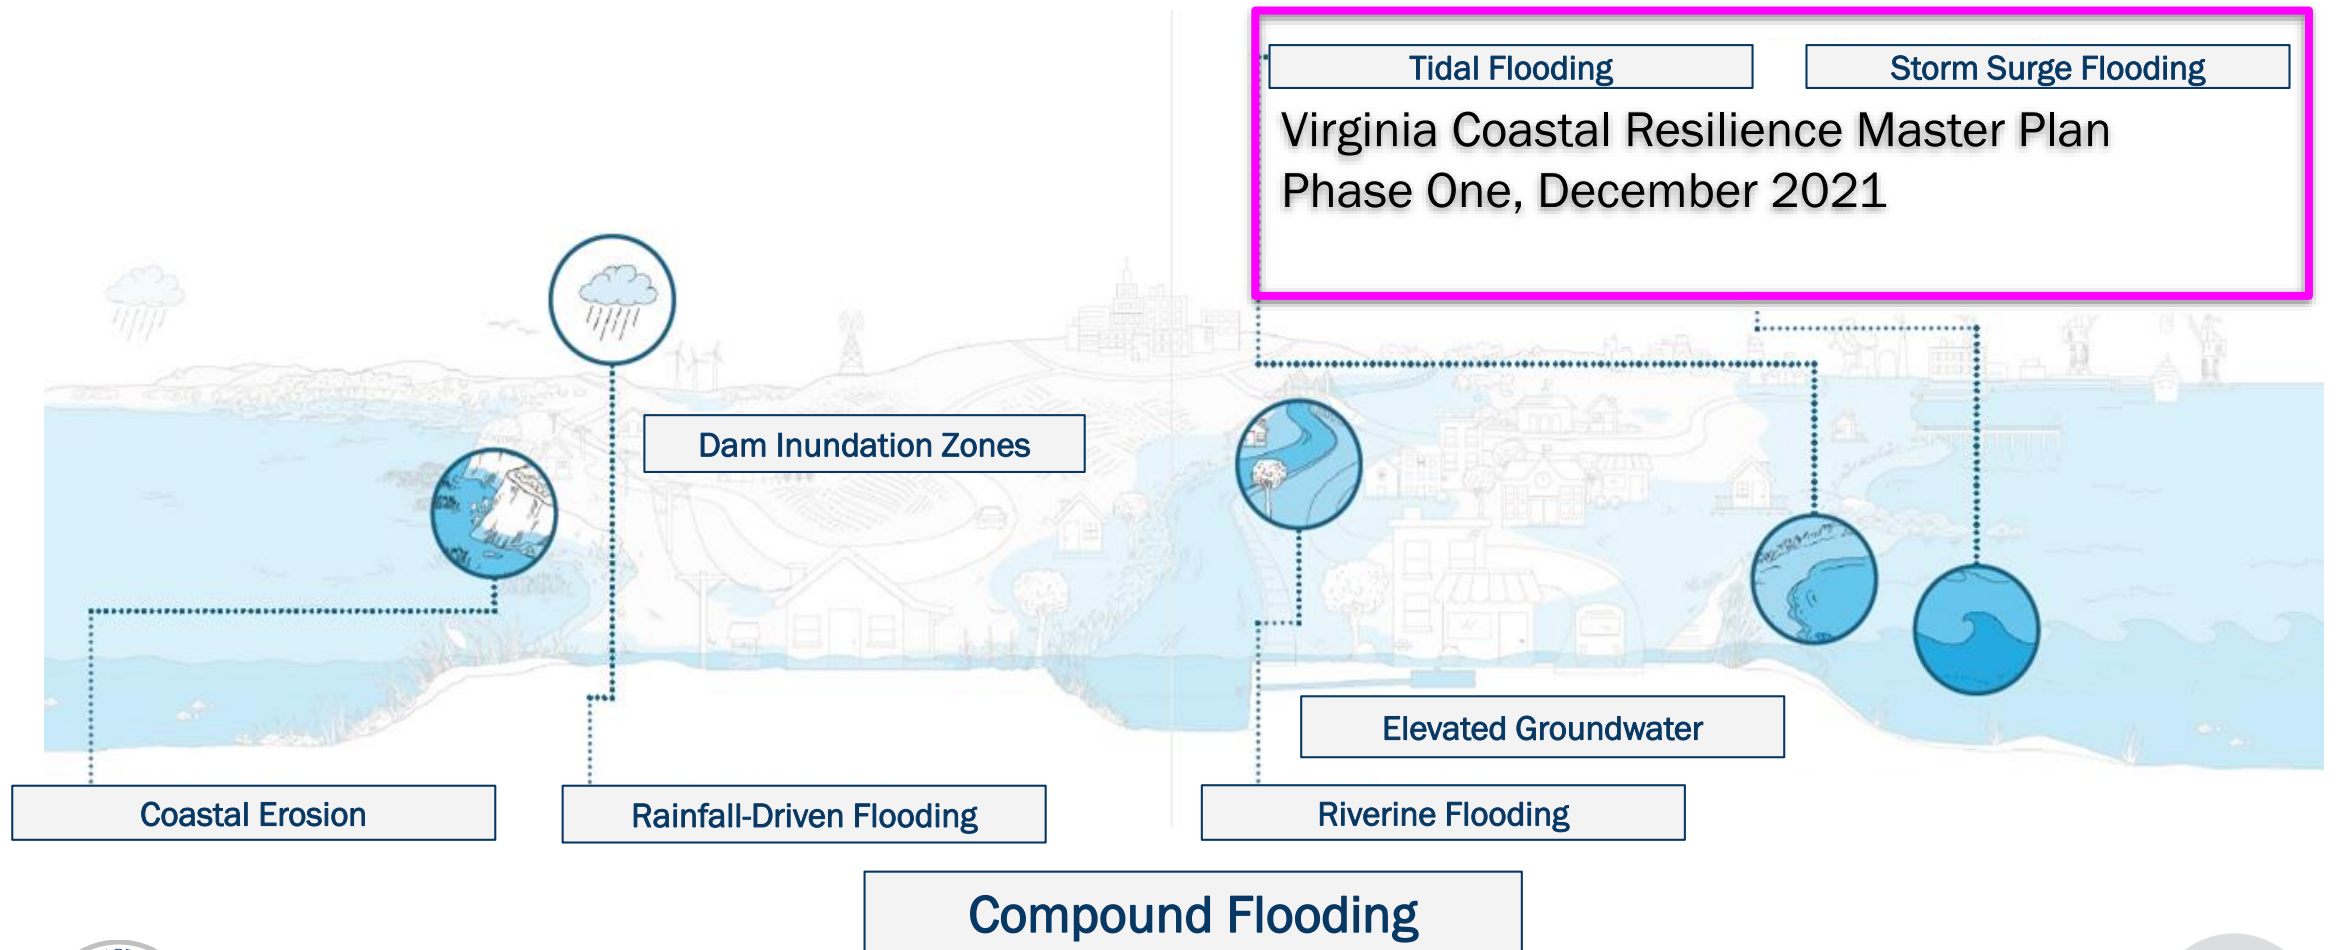 Tidal Flooding
Storm Surge Flooding
Virginia Coastal Resilience Master Plan
Phase One, December 2021
Dam Inundation Zones
Elevated Groundwater
Coastal Erosion
Rainfall-Driven Flooding
Riverine Flooding
Compound Flooding